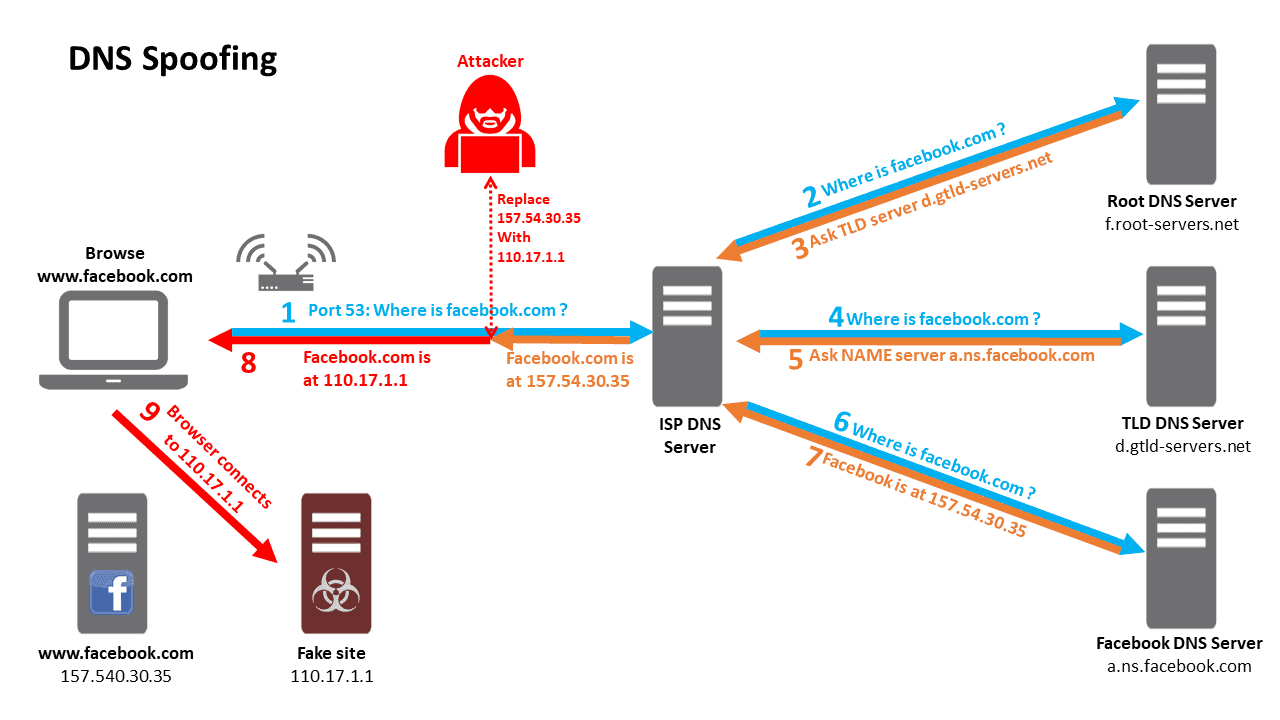 DNS Spoofing
Attacker
Replace
157.54.30.35
With
110.17.1.1
Browse
www.facebook.com
1 Port 53: Where is facebook.com ?
8 Facebook.com is
at 110.17.1.1
Facebook.com is
at 157.54.30.35
ISP DNS
Server
2 Where is facebook.com ?
3 Ask TLD server d.gtld-servers.net
Root DNS Server
f.root-servers.net
4 Where is facebook.com ?
5 Ask NAME server a.ns.facebook.com
TLD DNS Server
d.gtld-servers.net
6 Where is facebook.com ?
7 Facebook is at 157.54.30.35
Facebook DNS Server
a.ns.facebook.com
9 Browser connects
to 110.17.1.1
f
www.facebook.com
157.540.30.35
Fake site
110.17.1.1